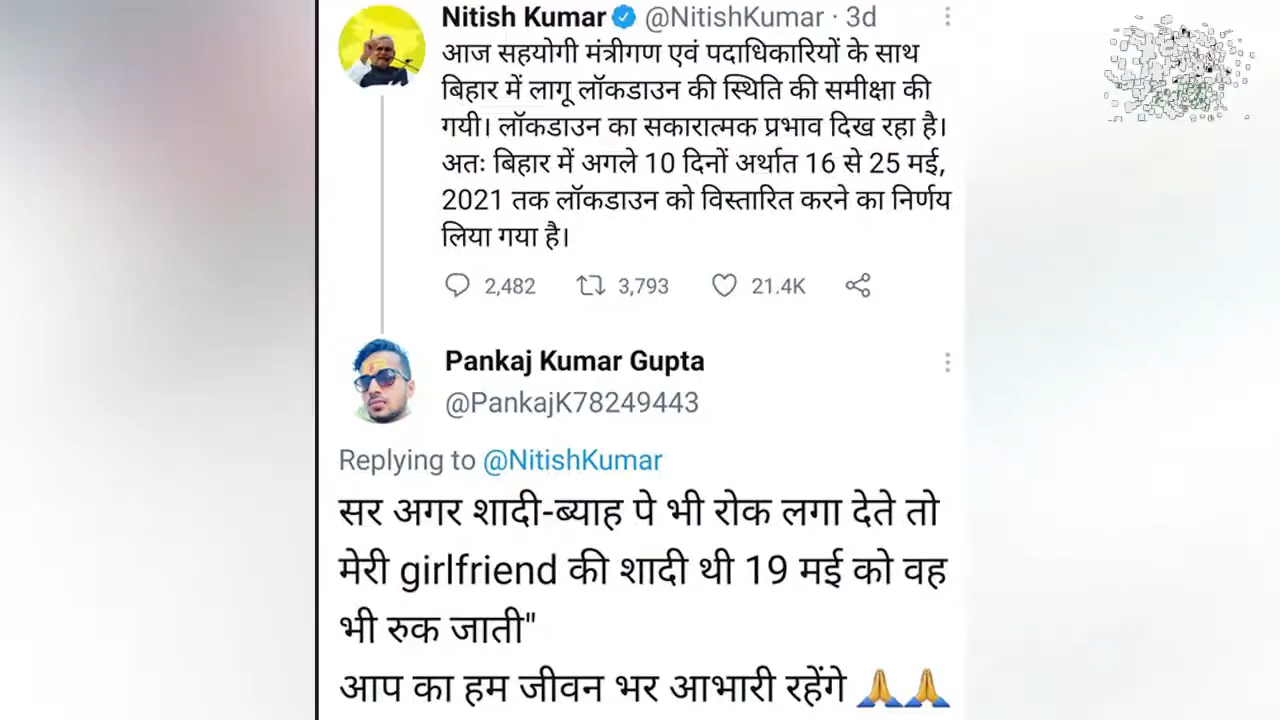 Nitish Kumar @NitishKumar · 3d
आज सहयोगी मंत्रीगण एवं पदाधिकारियों के साथ
बिहार में लागू लॉकडाउन की स्थिति की समीक्षा की
गयी। लॉकडाउन का सकारात्मक प्रभाव दिख रहा है।
अतः बिहार में अगले 10 दिनों अर्थात 16 से 25 मई,
2021 तक लॉकडाउन को विस्तारित करने का निर्णय
लिया गया है।
2,482 3,793 21.4K
Pankaj Kumar Gupta
@PankajK78249443
Replying to @NitishKumar
सर अगर शादी-ब्याह पे भी रोक लगा देते तो
मेरी girlfriend की शादी थी 19 मई को वह
भी रुक जाती"
आप का हम जीवन भर आभारी रहेंगे 🙏🙏